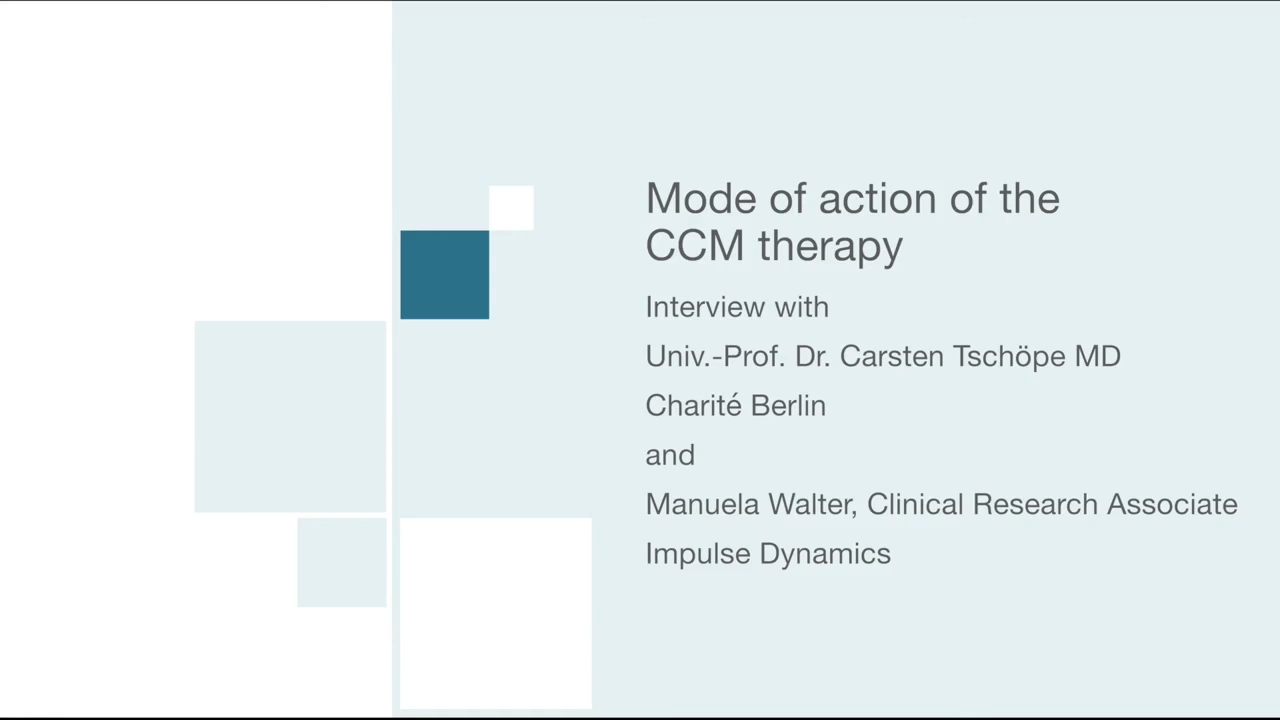 Mode of action of the
CCM therapy
Interview with
Univ.-Prof. Dr. Carsten Tschöpe MD
Charité Berlin
and
Manuela Walter, Clinical Research Associate
Impulse Dynamics